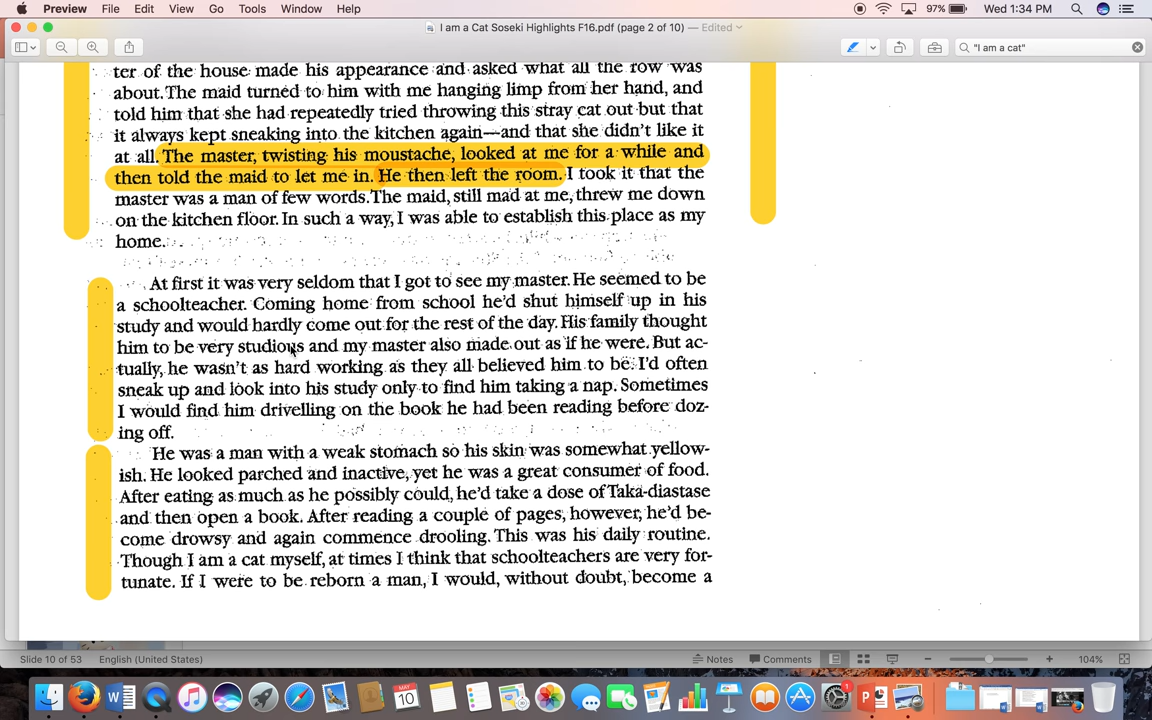 Preview File Edit View Go Tools Window Help 97% Wed 1:34 PM
I am a Cat Soseki Highlights F16.pdf (page 2 of 10) — Edited
"I am a cat"
ter of the house made his appearance and asked what all the row was
about. The maid turned to him with me hanging limp from her hand, and
told him that she had repeatedly tried throwing this stray cat out but that
it always kept sneaking into the kitchen again—and that she didn't like it
at all. The master, twisting his moustache, looked at me for a while and
then told the maid to let me in. He then left the room. I took it that the
master was a man of few words. The maid, still mad at me, threw me down
on the kitchen floor. In such a way, I was able to establish this place as my
home.
At first it was very seldom that I got to see my master. He seemed to be
a schoolteacher. Coming home from school he'd shut himself up in his
study and would hardly come out for the rest of the day. His family thought
him to be very studious and my master also made out as if he were. But ac-
tually, he wasn't as hard working as they all believed him to be. I'd often
sneak up and look into his study only to find him taking a nap. Sometimes
I would find him drivelling on the book he had been reading before doz-
ing off.
He was a man with a weak stomach so his skin was somewhat yellow-
ish. He looked parched and inactive, yet he was a great consumer of food.
After eating as much as he possibly could, he'd take a dose of Taka-diastase
and then open a book. After reading a couple of pages, however, he'd be-
come drowsy and again commence drooling. This was his daily routine.
Though I am a cat myself, at times I think that schoolteachers are very for-
tunate. If I were to be reborn a man, I would, without doubt, become a
Slide 10 of 53 English (United States) Notes Comments 104%
MAY
10
1